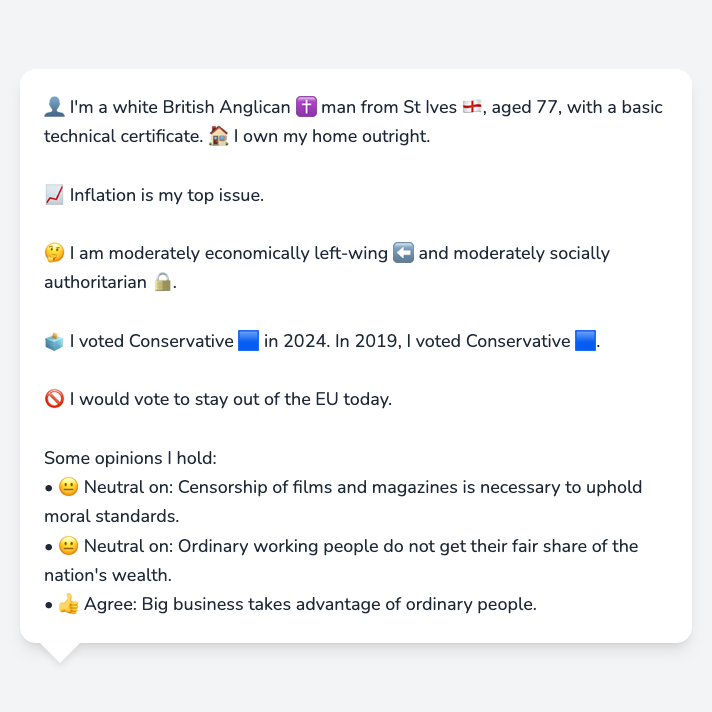 👤 I'm a white British Anglican ✝️ man from St Ives 🏴󠁧󠁢󠁥󠁮󠁧󠁿, aged 77, with a basic
technical certificate. 🏠 I own my home outright.
📈 Inflation is my top issue.
🤔 I am moderately economically left-wing ⬅️ and moderately socially
authoritarian 🔒.
🗳️ I voted Conservative 🟦 in 2024. In 2019, I voted Conservative 🟦.
🚫 I would vote to stay out of the EU today.
Some opinions I hold:
• 😐 Neutral on: Censorship of films and magazines is necessary to uphold
moral standards.
• 😐 Neutral on: Ordinary working people do not get their fair share of the
nation's wealth.
• 👍 Agree: Big business takes advantage of ordinary people.